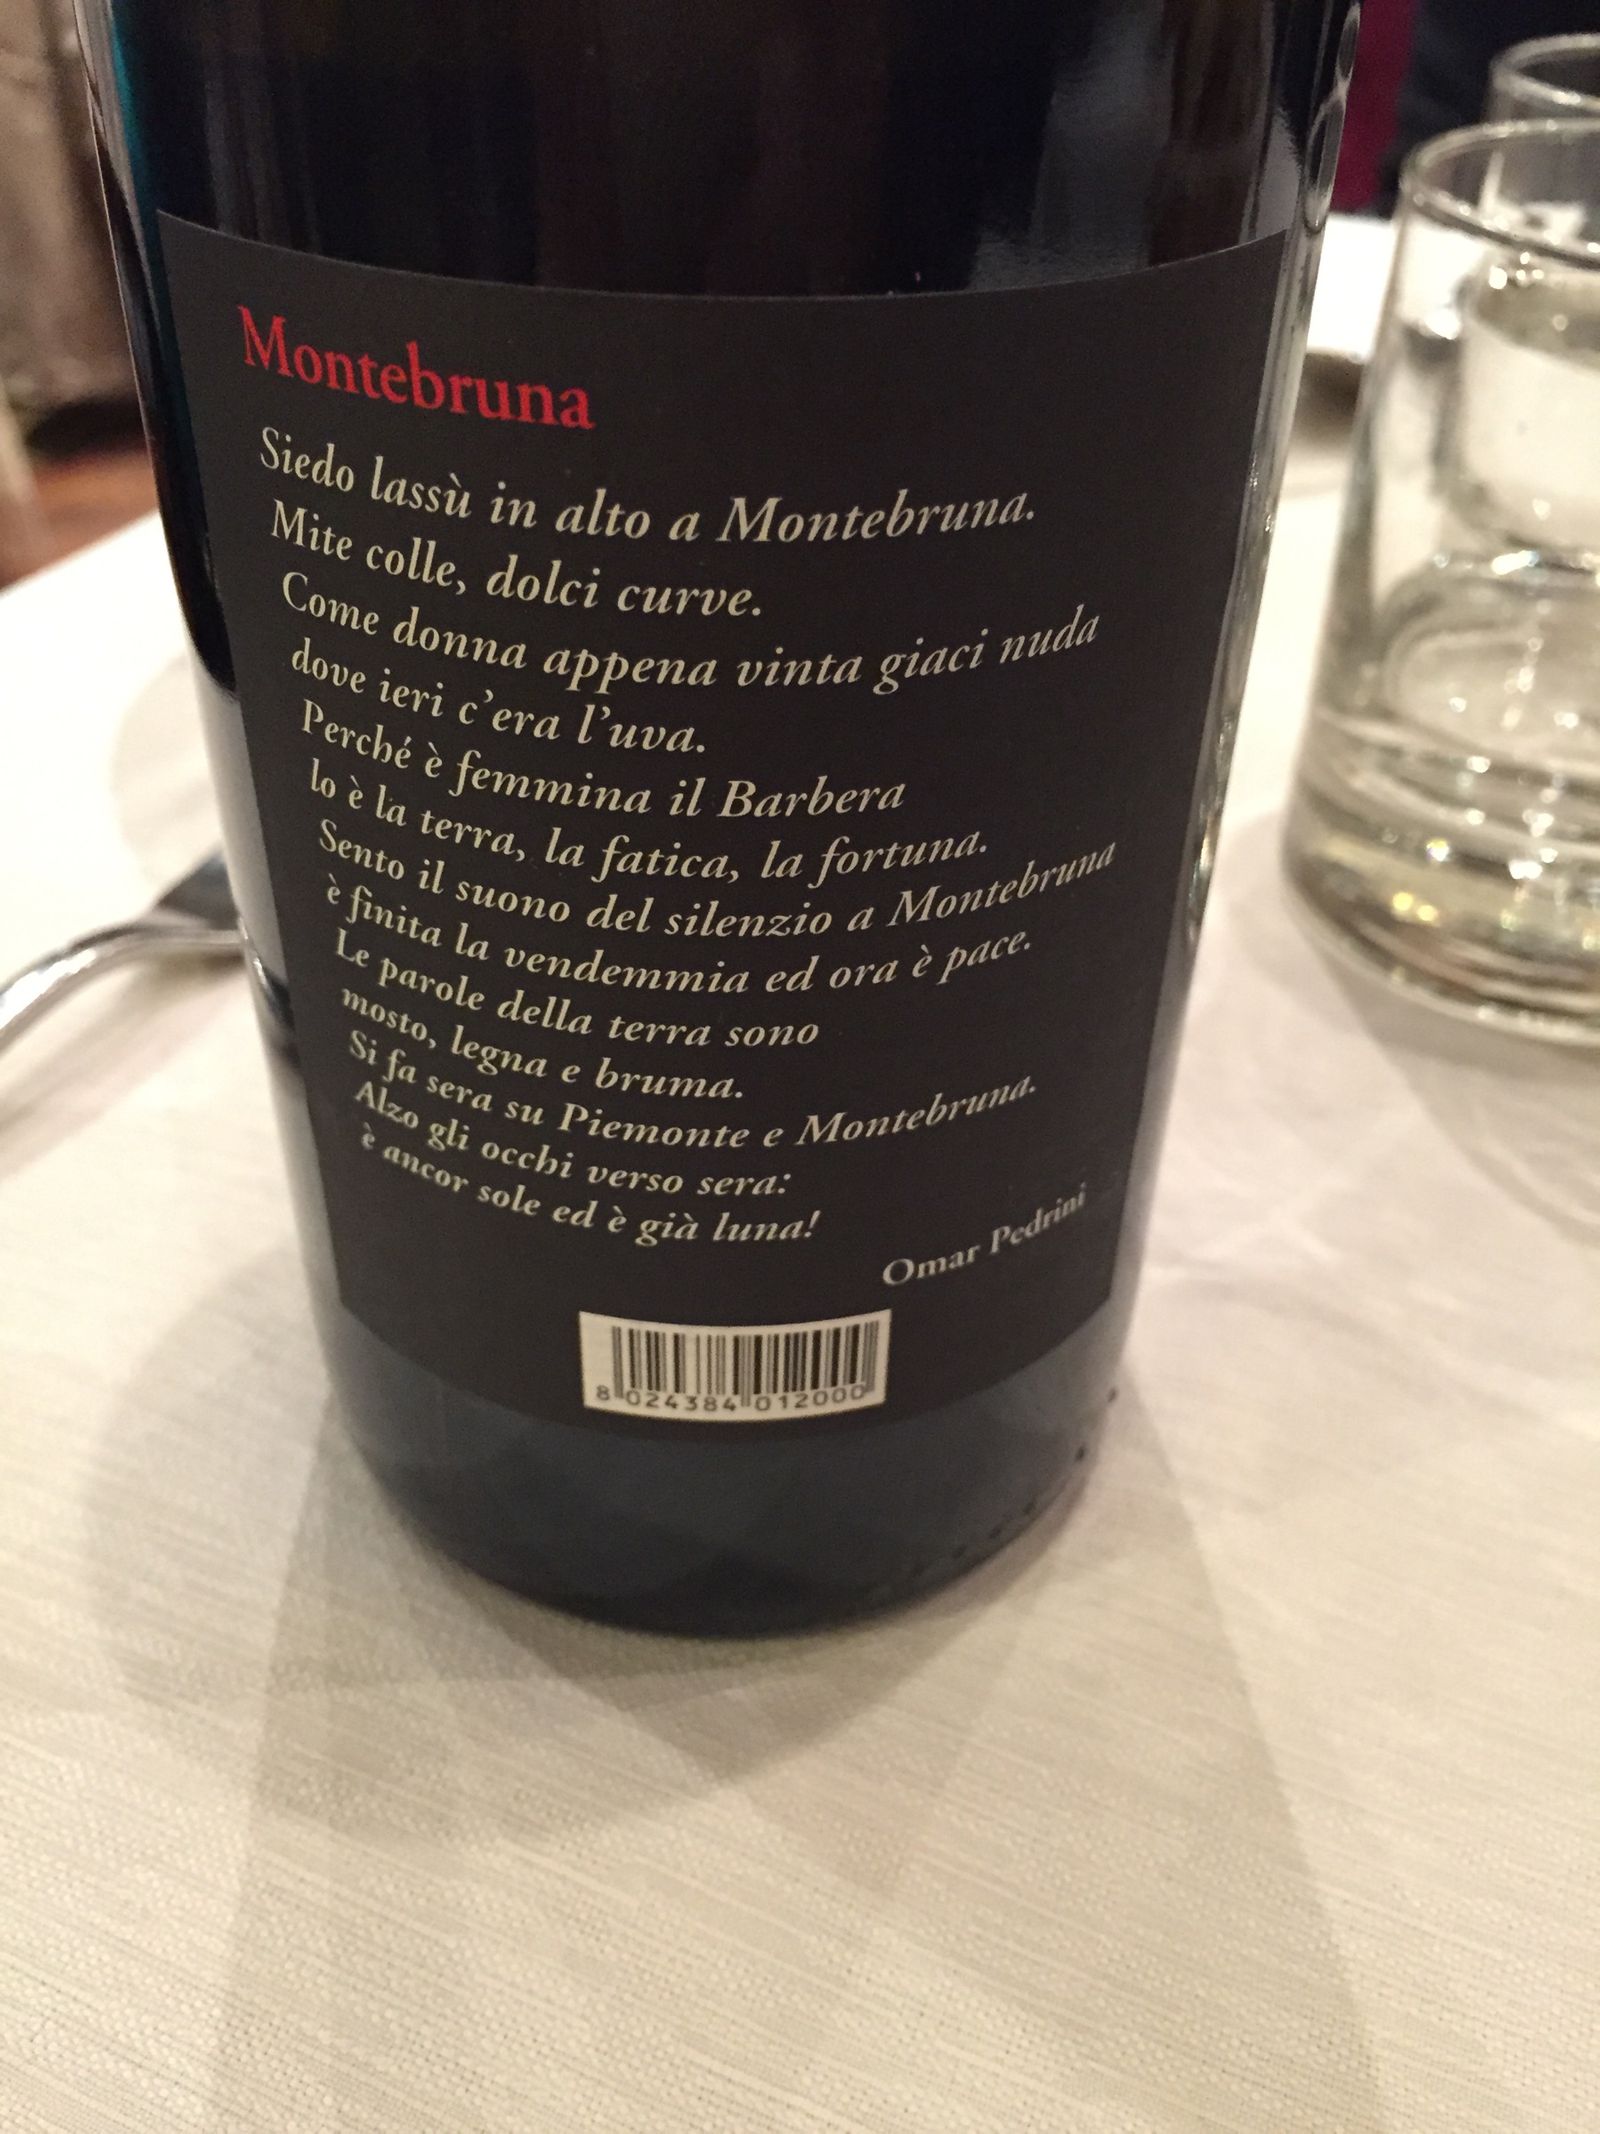 Montebruna
Siedo lassù in alto a Montebruna.
Mite colle, dolci curve.
Come donna appena vinta giaci nuda
dove ieri c'era l'uva.
Perché è femmina il Barbera
lo è la terra, la fatica, la fortuna.
Sento il suono del silenzio a Montebruna
è finita la vendemmia ed ora è pace.
Le parole della terra sono
mosto, legna e bruma.
Si fa sera su Piemonte e Montebruna.
Alzo gli occhi verso sera:
è ancor sole ed è già luna!
Omar Pedrini
8 024384 012000